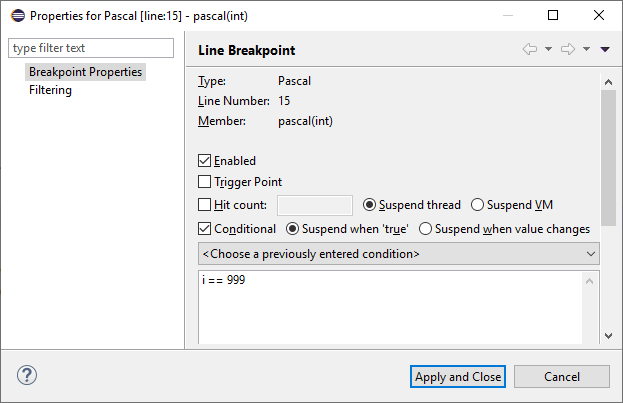 Properties for Pascal [line:15] - pascal(int)
type filter text
Breakpoint Properties
Filtering
Line Breakpoint
Type: Pascal
Line Number: 15
Member: pascal(int)
Enabled
Trigger Point
Hit count: Suspend thread Suspend VM
Conditional Suspend when 'true' Suspend when value changes
<Choose a previously entered condition>
i == 999
? Apply and Close Cancel